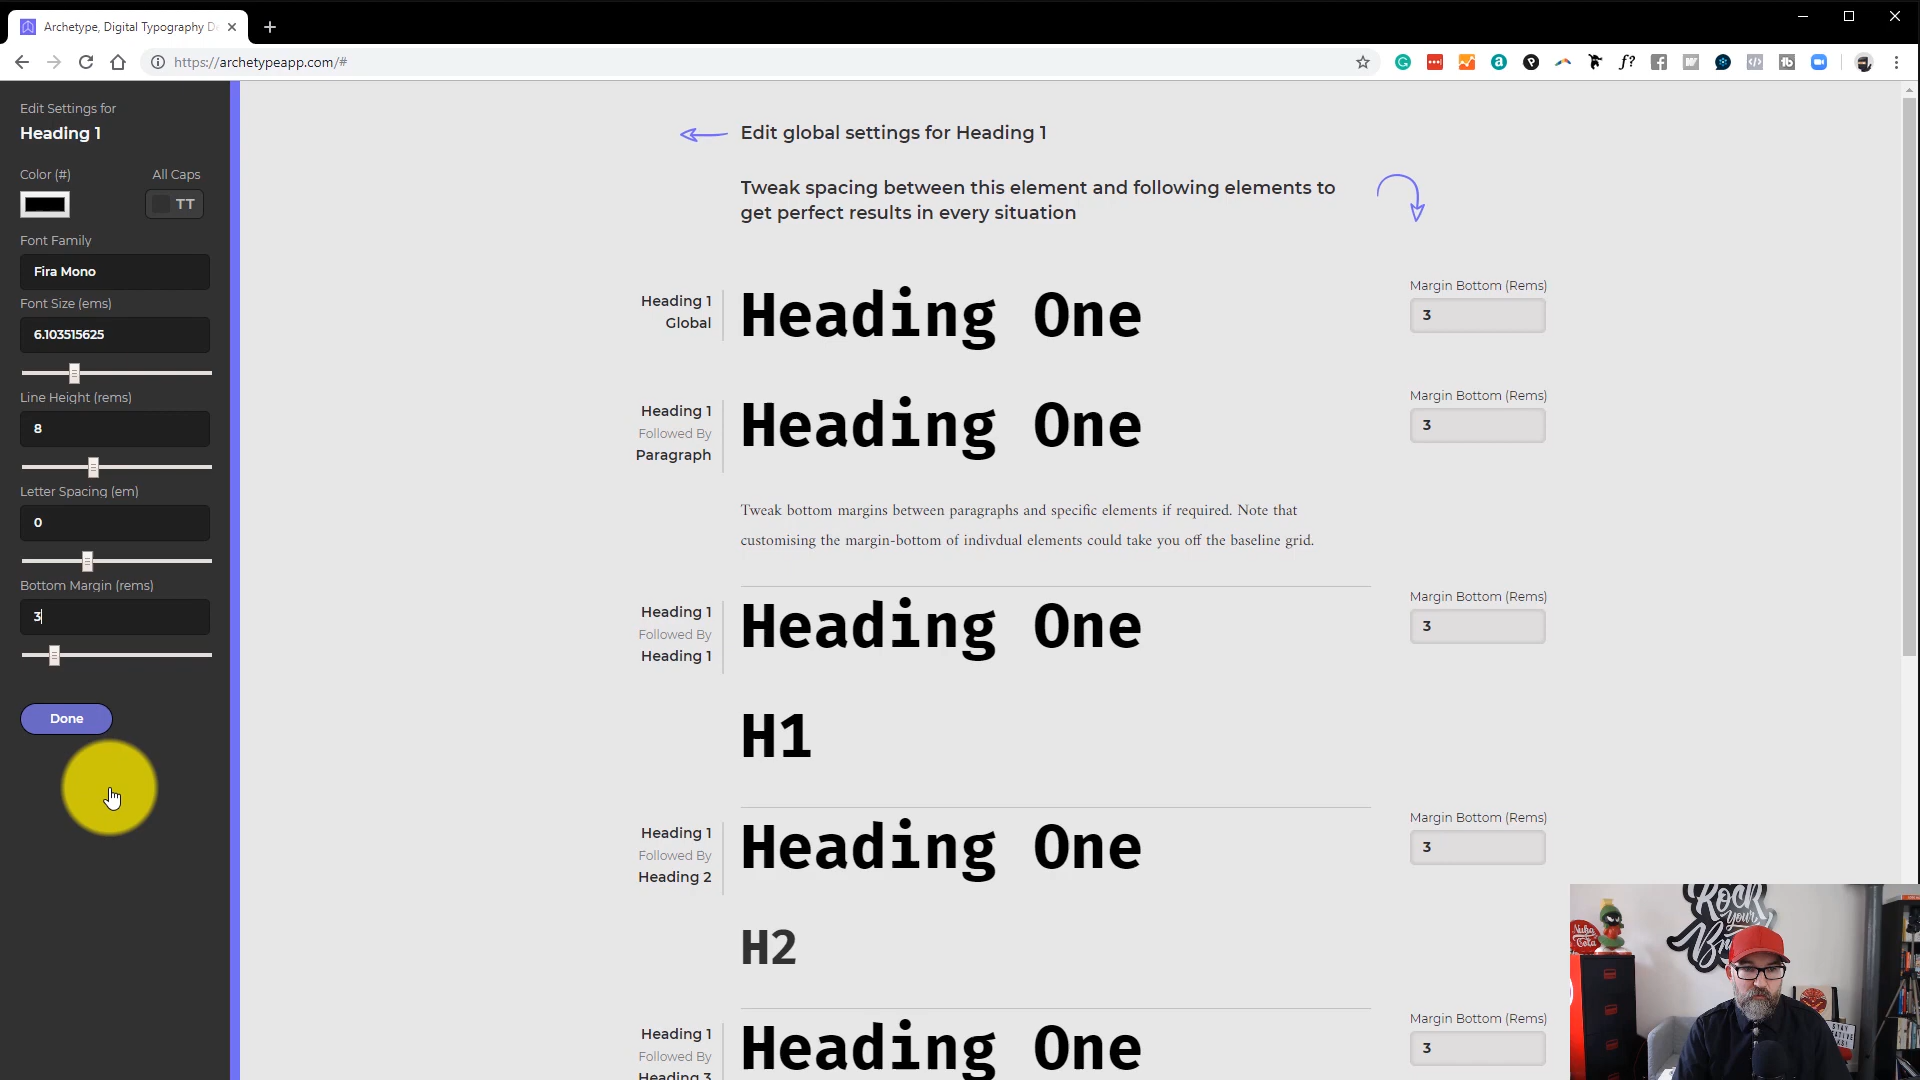 Archetype, Digital Typography D
https://archetypeapp.com/#
Edit Settings for
Heading 1
Color (#)
All Caps
TT
Font Family
Fira Mono
Font Size (ems)
6.103515625
Line Height (rems)
8
Letter Spacing (em)
0
Bottom Margin (rems)
3
Done
Edit global settings for Heading 1
Tweak spacing between this element and following elements to
get perfect results in every situation
Heading 1
Global
Heading One
Margin Bottom (Rems)
3
Heading 1
Followed By
Paragraph
Heading One
Margin Bottom (Rems)
3
Tweak bottom margins between paragraphs and specific elements if required. Note that
customising the margin-bottom of indivdual elements could take you off the baseline grid.
Heading 1
Followed By
Heading 1
Heading One
Margin Bottom (Rems)
3
H1
Heading 1
Followed By
Heading 2
Heading One
Margin Bottom (Rems)
3
H2
Heading 1
Followed By
Heading 3
Heading One
Margin Bottom (Rems)
3
Rock
Your
Nuka
Cola